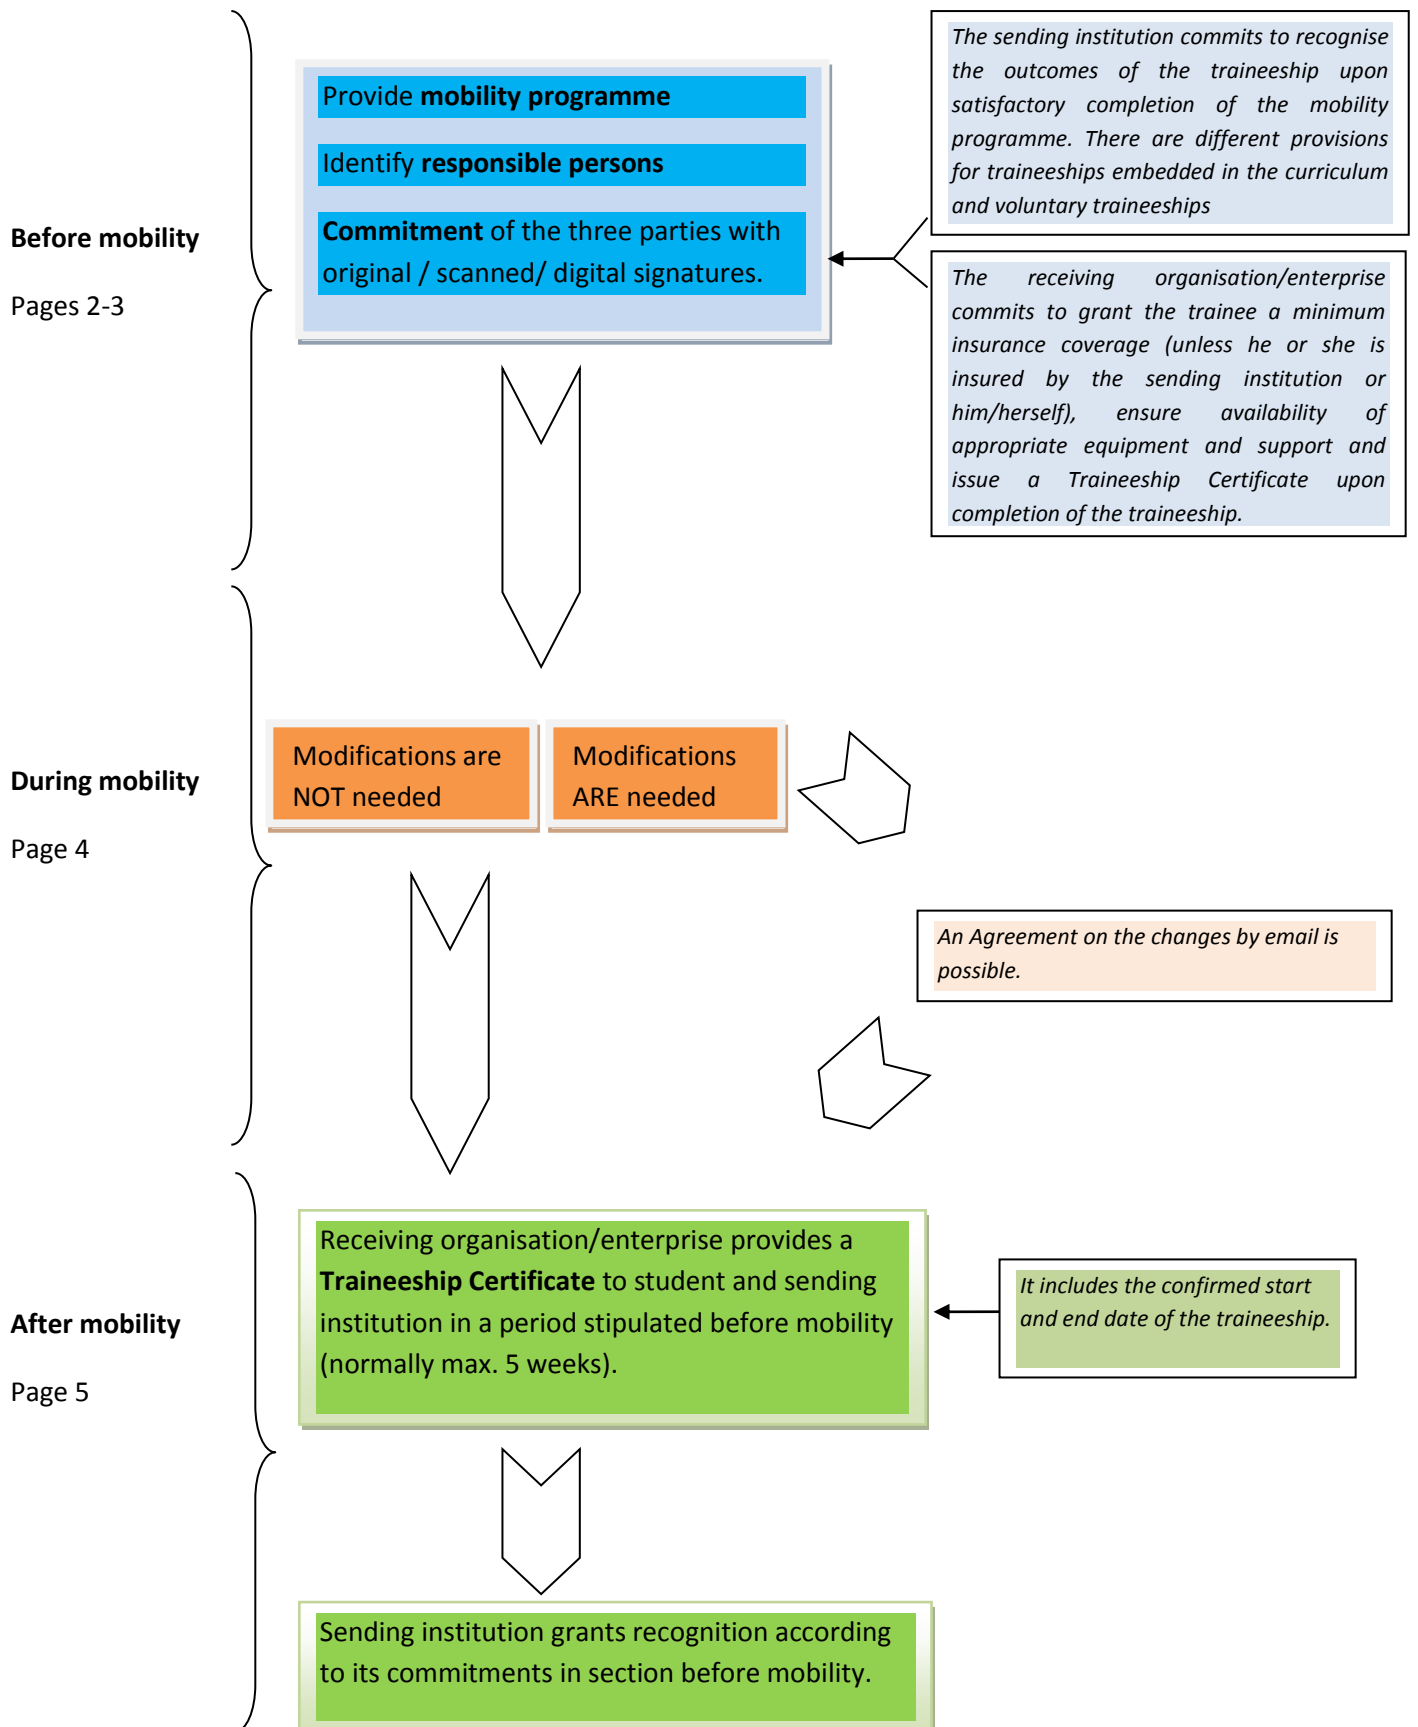 Before mobility
Pages 2-3
Provide mobility programme
Identify responsible persons
Commitment of the three parties with
original / scanned/ digital signatures.
The sending institution commits to recognise
the outcomes of the traineeship upon
satisfactory completion of the mobility
programme. There are different provisions
for traineeships embedded in the curriculum
and voluntary traineeships
The receiving organisation/enterprise
commits to grant the trainee a minimum
insurance coverage (unless he or she is
insured by the sending institution or
him/herself), ensure availability of
appropriate equipment and support and
issue a Traineeship Certificate upon
completion of the traineeship.
During mobility
Page 4
Modifications are
NOT needed
Modifications
ARE needed
An Agreement on the changes by email is
possible.
After mobility
Page 5
Receiving organisation/enterprise provides a
Traineeship Certificate to student and sending
institution in a period stipulated before mobility
(normally max. 5 weeks).
It includes the confirmed start
and end date of the traineeship.
Sending institution grants recognition according
to its commitments in section before mobility.